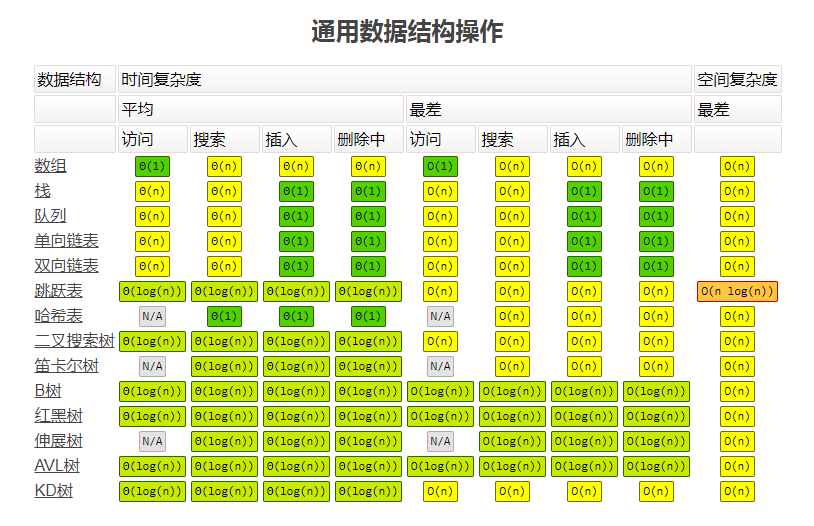 通用数据结构操作
数据结构 时间复杂度 空间复杂度
平均 最差 最差
访问 搜索 插入 删除中 访问 搜索 插入 删除中
数组 Θ(1) Θ(n) Θ(n) Θ(n) O(1) O(n) O(n) O(n) O(n)
栈 Θ(n) Θ(n) Θ(1) Θ(1) O(n) O(n) O(1) O(1) O(n)
队列 Θ(n) Θ(n) Θ(1) Θ(1) O(n) O(n) O(1) O(1) O(n)
单向链表 Θ(n) Θ(n) Θ(1) Θ(1) O(n) O(n) O(1) O(1) O(n)
双向链表 Θ(n) Θ(n) Θ(1) Θ(1) O(n) O(n) O(1) O(1) O(n)
跳跃表 Θ(log(n)) Θ(log(n)) Θ(log(n)) Θ(log(n)) O(n) O(n) O(n) O(n) O(n log(n))
哈希表 N/A Θ(1) Θ(1) Θ(1) N/A O(n) O(n) O(n) O(n)
二叉搜索树 Θ(log(n)) Θ(log(n)) Θ(log(n)) Θ(log(n)) O(n) O(n) O(n) O(n) O(n)
笛卡尔树 N/A Θ(log(n)) Θ(log(n)) Θ(log(n)) N/A O(n) O(n) O(n) O(n)
B树 Θ(log(n)) Θ(log(n)) Θ(log(n)) Θ(log(n)) O(log(n)) O(log(n)) O(log(n)) O(log(n)) O(n)
红黑树 Θ(log(n)) Θ(log(n)) Θ(log(n)) Θ(log(n)) O(log(n)) O(log(n)) O(log(n)) O(log(n)) O(n)
伸展树 N/A Θ(log(n)) Θ(log(n)) Θ(log(n)) N/A O(log(n)) O(log(n)) O(log(n)) O(n)
AVL树 Θ(log(n)) Θ(log(n)) Θ(log(n)) Θ(log(n)) O(log(n)) O(log(n)) O(log(n)) O(log(n)) O(n)
KD树 Θ(log(n)) Θ(log(n)) Θ(log(n)) Θ(log(n)) O(n) O(n) O(n) O(n) O(n)